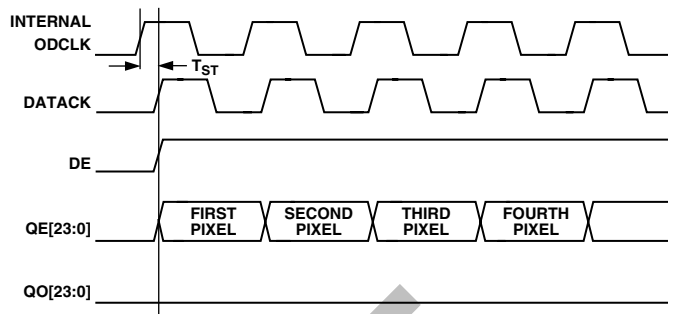 INTERNAL
ODCLK
TST
DATACK
DE
QE[23:0]
FIRST
PIXEL
SECOND
PIXEL
THIRD
PIXEL
FOURTH
PIXEL
QO[23:0]